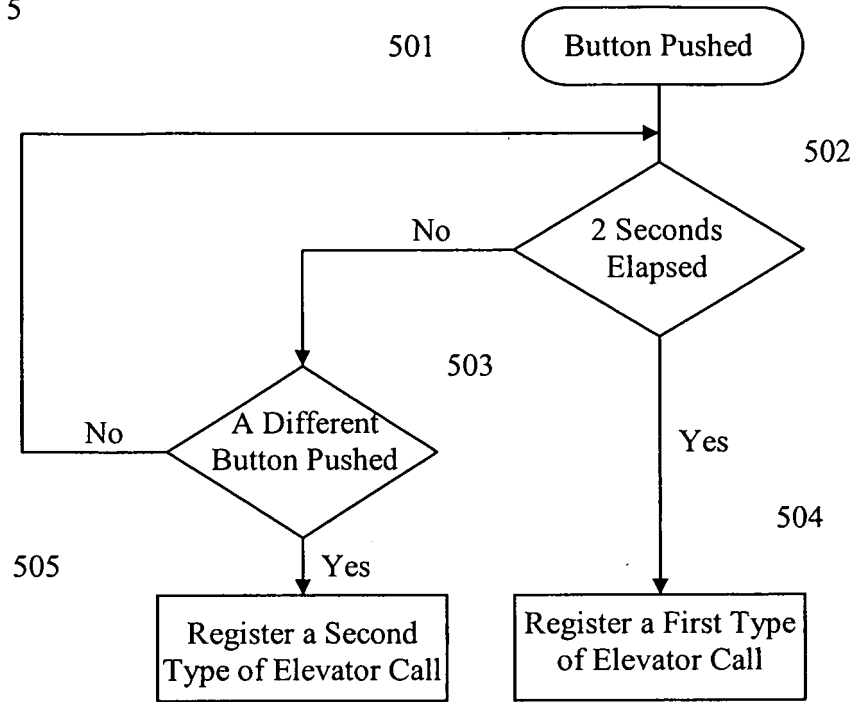 5
501
Button Pushed
502
2 Seconds
Elapsed
No
503
A Different
Button Pushed
No
Yes
504
505
Yes
Register a Second
Type of Elevator Call
Register a First Type
of Elevator Call